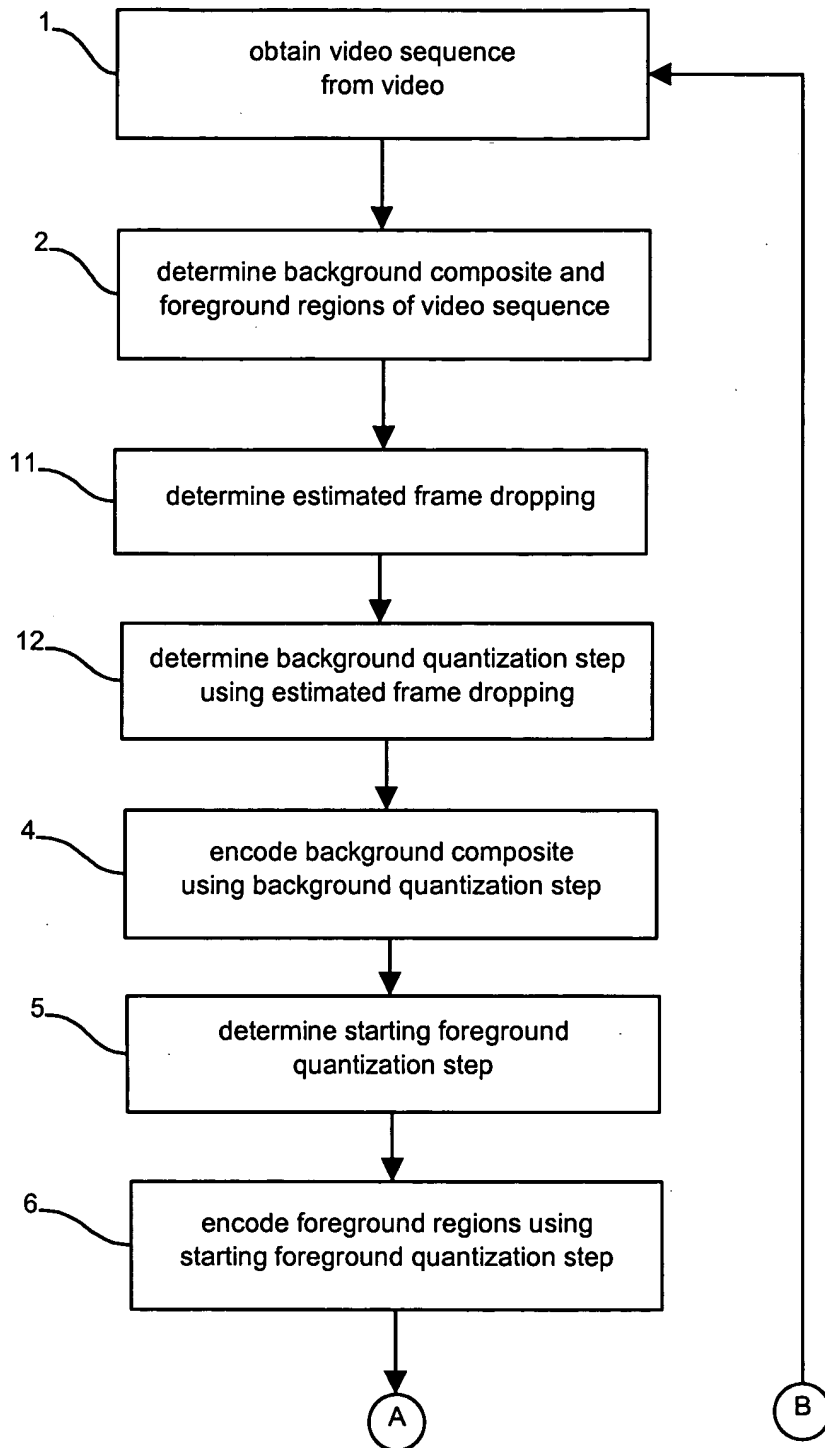 1
obtain video sequence
from video
2
determine background composite and
foreground regions of video sequence
11
determine estimated frame dropping
12
determine background quantization step
using estimated frame dropping
4
encode background composite
using background quantization step
5
determine starting foreground
quantization step
6
encode foreground regions using
starting foreground quantization step
A
B